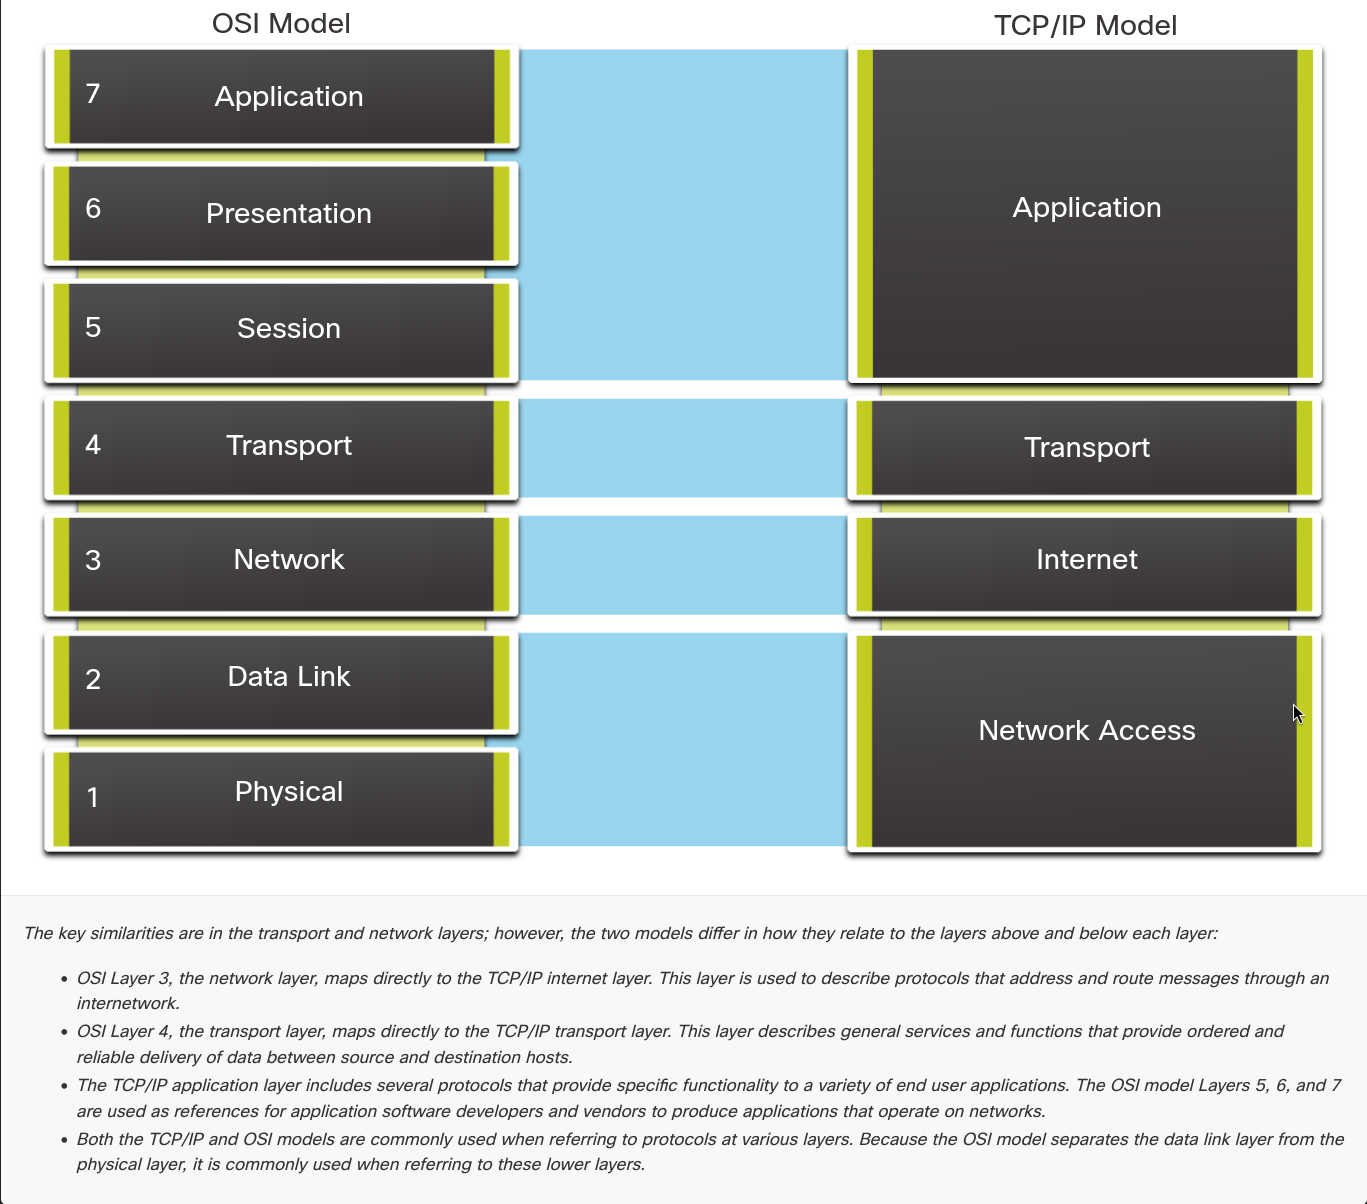 OSI Model
TCP/IP Model
7 Application
6 Presentation
5 Session
4 Transport
3 Network
2 Data Link
1 Physical
Application
Transport
Internet
Network Access
The key similarities are in the transport and network layers; however, the two models differ in how they relate to the layers above and below each layer:
• OSI Layer 3, the network layer, maps directly to the TCP/IP internet layer. This layer is used to describe protocols that address and route messages through an
internetwork.
• OSI Layer 4, the transport layer, maps directly to the TCP/IP transport layer. This layer describes general services and functions that provide ordered and
reliable delivery of data between source and destination hosts.
• The TCP/IP application layer includes several protocols that provide specific functionality to a variety of end user applications. The OSI model Layers 5, 6, and 7
are used as references for application software developers and vendors to produce applications that operate on networks.
• Both the TCP/IP and OSI models are commonly used when referring to protocols at various layers. Because the OSI model separates the data link layer from the
physical layer, it is commonly used when referring to these lower layers.